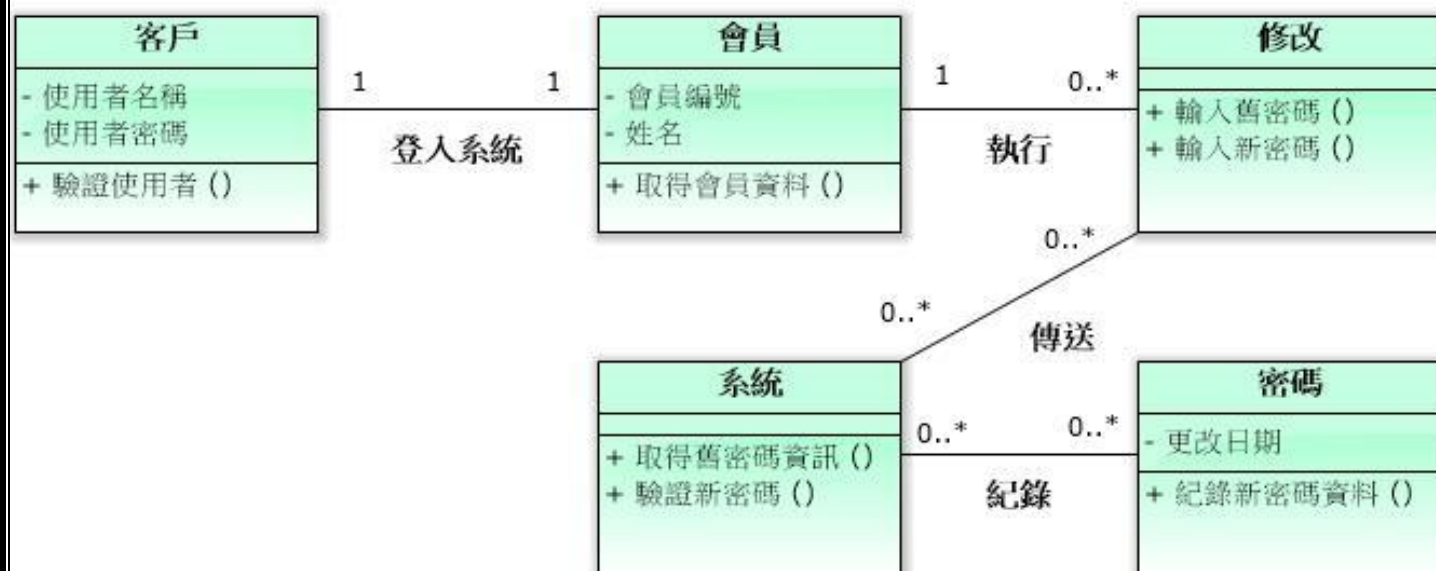 客戶
- 使用者名稱
- 使用者密碼
+ 驗證使用者 ()
1
1
登入系統
會員
- 會員編號
- 姓名
+ 取得會員資料 ()
1
0..*
執行
修改
+ 輸入舊密碼 ()
+ 輸入新密碼 ()
0..*
0..*
傳送
系統
+ 取得舊密碼資訊 ()
+ 驗證新密碼 ()
0..*
0..*
紀錄
密碼
- 更改日期
+ 紀錄新密碼資料 ()